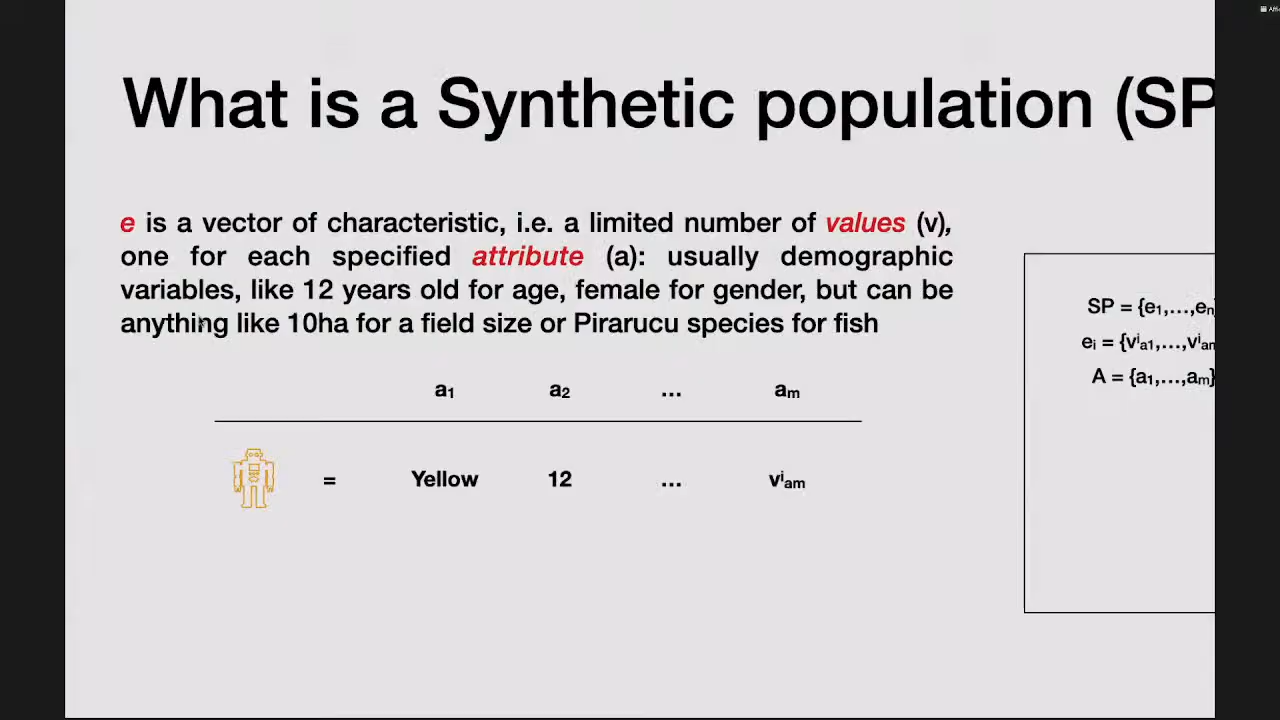 What is a Synthetic population (SP
e is a vector of characteristic, i.e. a limited number of values (v),
one for each specified attribute (a): usually demographic
variables, like 12 years old for age, female for gender, but can be
anything like 10ha for a field size or Pirarucu species for fish
SP = {e1,…,en}
ei = {via1,…,viam
A = {a1,…,am}
a1 a2 … am
= Yellow 12 … viam